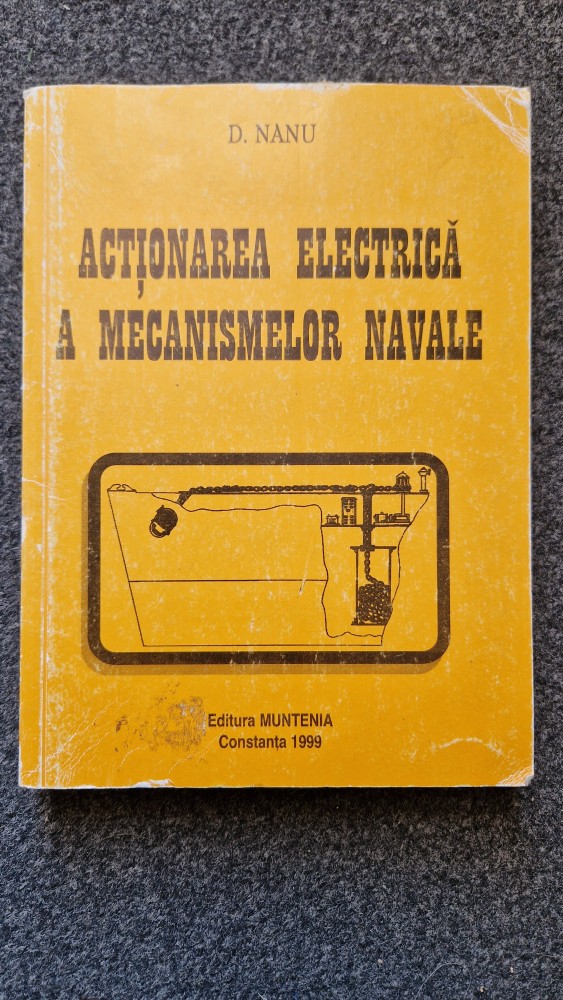 D. NANU
ACȚIONAREA ELECTRICĂ
A MECANISMELOR NAVALE
Editura MUNTENIA
Constanța 1999